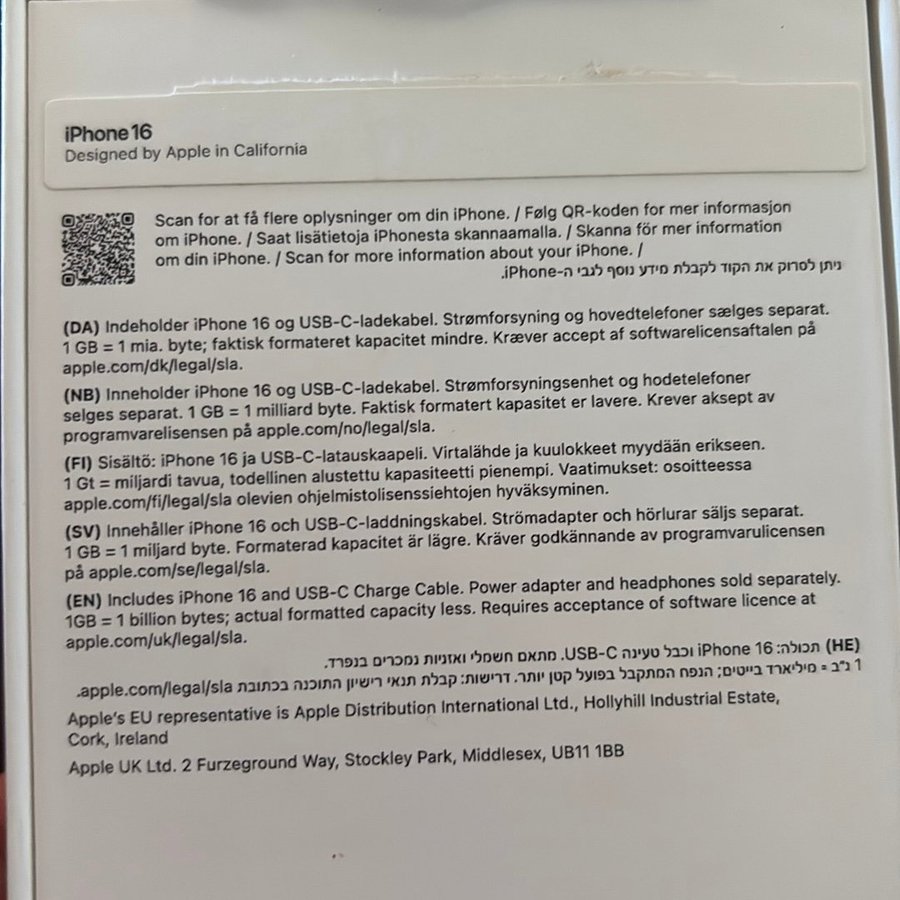 iPhone 16
Designed by Apple in California
Scan for at få flere oplysninger om din iPhone. / Følg QR-koden for mer informasjon
om iPhone. / Saat lisätietoja iPhonesta skannaamalla. / Skanna för mer information
om din iPhone. / Scan for more information about your iPhone. /
ניתן לסרוק את הקוד לקבלת מידע נוסף לגבי ה-iPhone.
(DA) Indeholder iPhone 16 og USB-C-ladekabel. Strømforsyning og hovedtelefoner sælges separat.
1 GB = 1 mia. byte; faktisk formateret kapacitet mindre. Kræver accept af softwarelicensaftalen på
apple.com/dk/legal/sla.
(NB) Inneholder iPhone 16 og USB-C-ladekabel. Strømforsyningsenhet og hodetelefoner
selges separat. 1 GB = 1 milliard byte. Faktisk formatert kapasitet er lavere. Krever aksept av
programvarelisensen på apple.com/no/legal/sla.
(FI) Sisältö: iPhone 16 ja USB-C-latauskaapeli. Virtalähde ja kuulokkeet myydään erikseen.
1 Gt = miljardi tavua, todellinen alustettu kapasiteetti pienempi. Vaatimukset: osoitteessa
apple.com/fi/legal/sla olevien ohjelmistolisenssiehtojen hyväksyminen.
(SV) Innehåller iPhone 16 och USB-C-laddningskabel. Strömadapter och hörlurar säljs separat.
1 GB = 1 miljard byte. Formaterad kapacitet är lägre. Kräver godkännande av programvarulicensen
på apple.com/se/legal/sla.
(EN) Includes iPhone 16 and USB-C Charge Cable. Power adapter and headphones sold separately.
1GB = 1 billion bytes; actual formatted capacity less. Requires acceptance of software licence at
apple.com/uk/legal/sla.
(HE) תכולה: iPhone 16 וכבל טעינה USB-C. מתאם חשמלי ואזניות נמכרים בנפרד.
1 ג״ב = מיליארד בייטים; הנפח המתקבל בפועל קטן יותר. דרישות: קבלת תנאי רישיון התוכנה בכתובת apple.com/legal/sla.
Apple's EU representative is Apple Distribution International Ltd., Hollyhill Industrial Estate,
Cork, Ireland
Apple UK Ltd. 2 Furzeground Way, Stockley Park, Middlesex, UB11 1BB